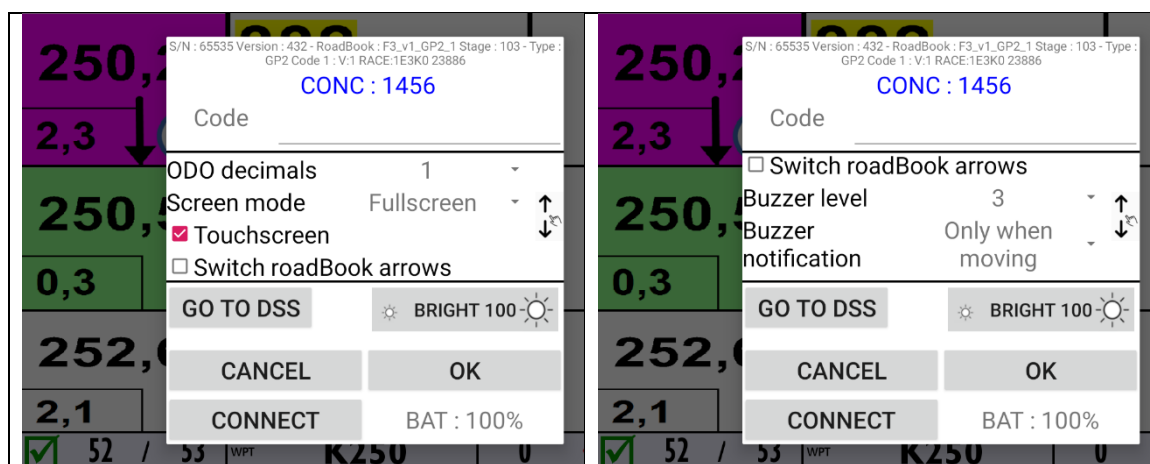 250,2
2,3
250,5
0,3
252,6
2,1
S/N : 65535 Version : 432 - RoadBook : F3_v1_GP2_1 Stage : 103 - Type :
GP2 Code 1 : V:1 RACE:1E3K0 23886
CONC : 1456
Code
ODO decimals 1
Screen mode Fullscreen
Touchscreen
Switch roadBook arrows
GO TO DSS BRIGHT 100
CANCEL OK
CONNECT BAT : 100%
52 / 53 WPT K250 0
250,2
2,3
250,5
0,3
252,6
2,1
S/N : 65535 Version : 432 - RoadBook : F3_v1_GP2_1 Stage : 103 - Type :
GP2 Code 1 : V:1 RACE:1E3K0 23886
CONC : 1456
Code
Switch roadBook arrows
Buzzer level 3
Buzzer Only when
notification moving
GO TO DSS BRIGHT 100
CANCEL OK
CONNECT BAT : 100%
52 / 53 WPT K250 0